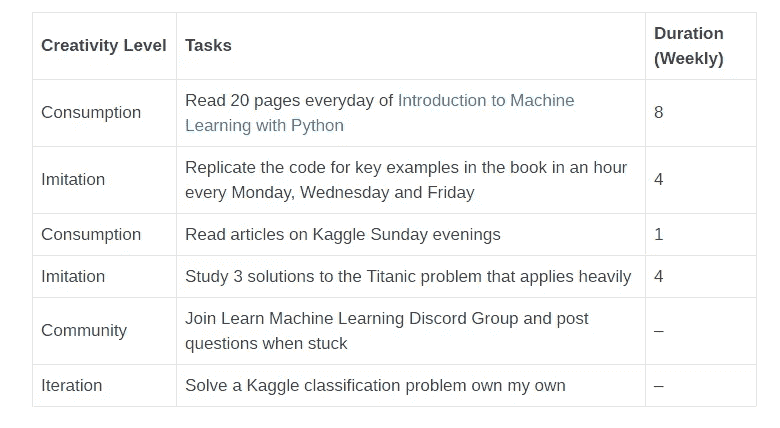 Creativity Level Tasks Duration
(Weekly)
Consumption Read 20 pages everyday of Introduction to Machine
Learning with Python 8
Imitation Replicate the code for key examples in the book in an hour
every Monday, Wednesday and Friday 4
Consumption Read articles on Kaggle Sunday evenings 1
Imitation Study 3 solutions to the Titanic problem that applies heavily 4
Community Join Learn Machine Learning Discord Group and post
questions when stuck –
Iteration Solve a Kaggle classification problem own my own –